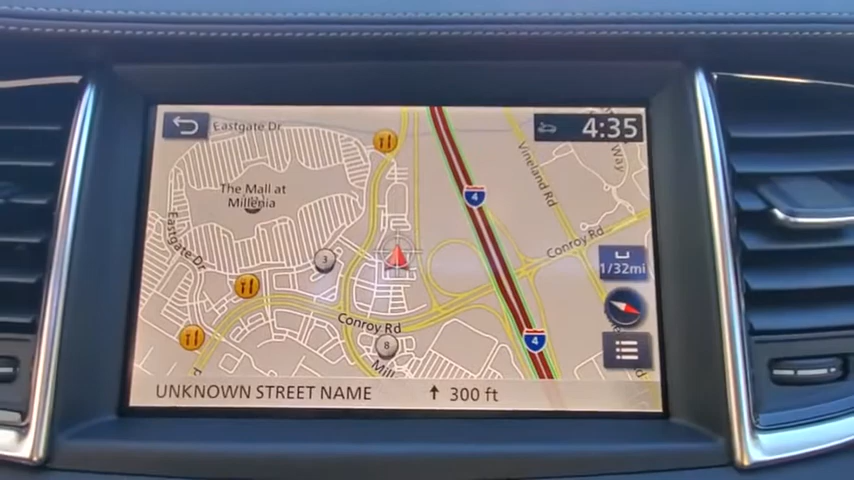 Eastgate Dr
4:35
Way
Vineland Rd
The Mall at
Millenia
4
Eastgate Dr
Conroy Rd
3
1/32mi
Conroy Rd
4
8
UNKNOWN STREET NAME
300 ft